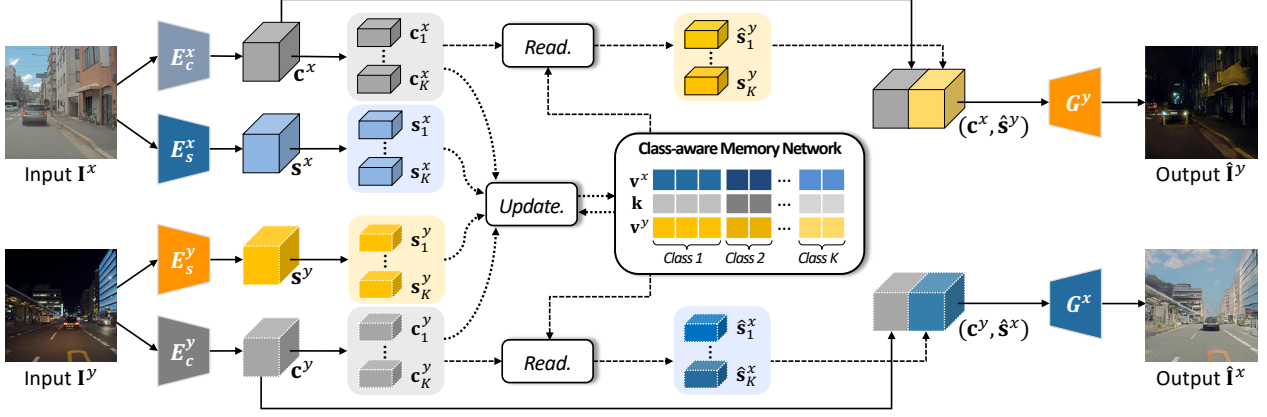 Input I^x
E_c^x
c^x
c_1^x
c_K^x
Read.
ŝ_1^y
s_K^y
(c^x, ŝ^y)
G^y
Output Î^y
E_s^x
s^x
s_1^x
s_K^x
Update.
Class-aware Memory Network
v^x
...
k
...
v^y
...
Class 1
Class 2
Class K
Input I^y
E_s^y
s^y
s_1^y
s_K^y
E_c^y
c^y
c_1^y
c_K^y
Read.
ŝ_1^x
ŝ_K^x
(c^y, ŝ^x)
G^x
Output Î^x